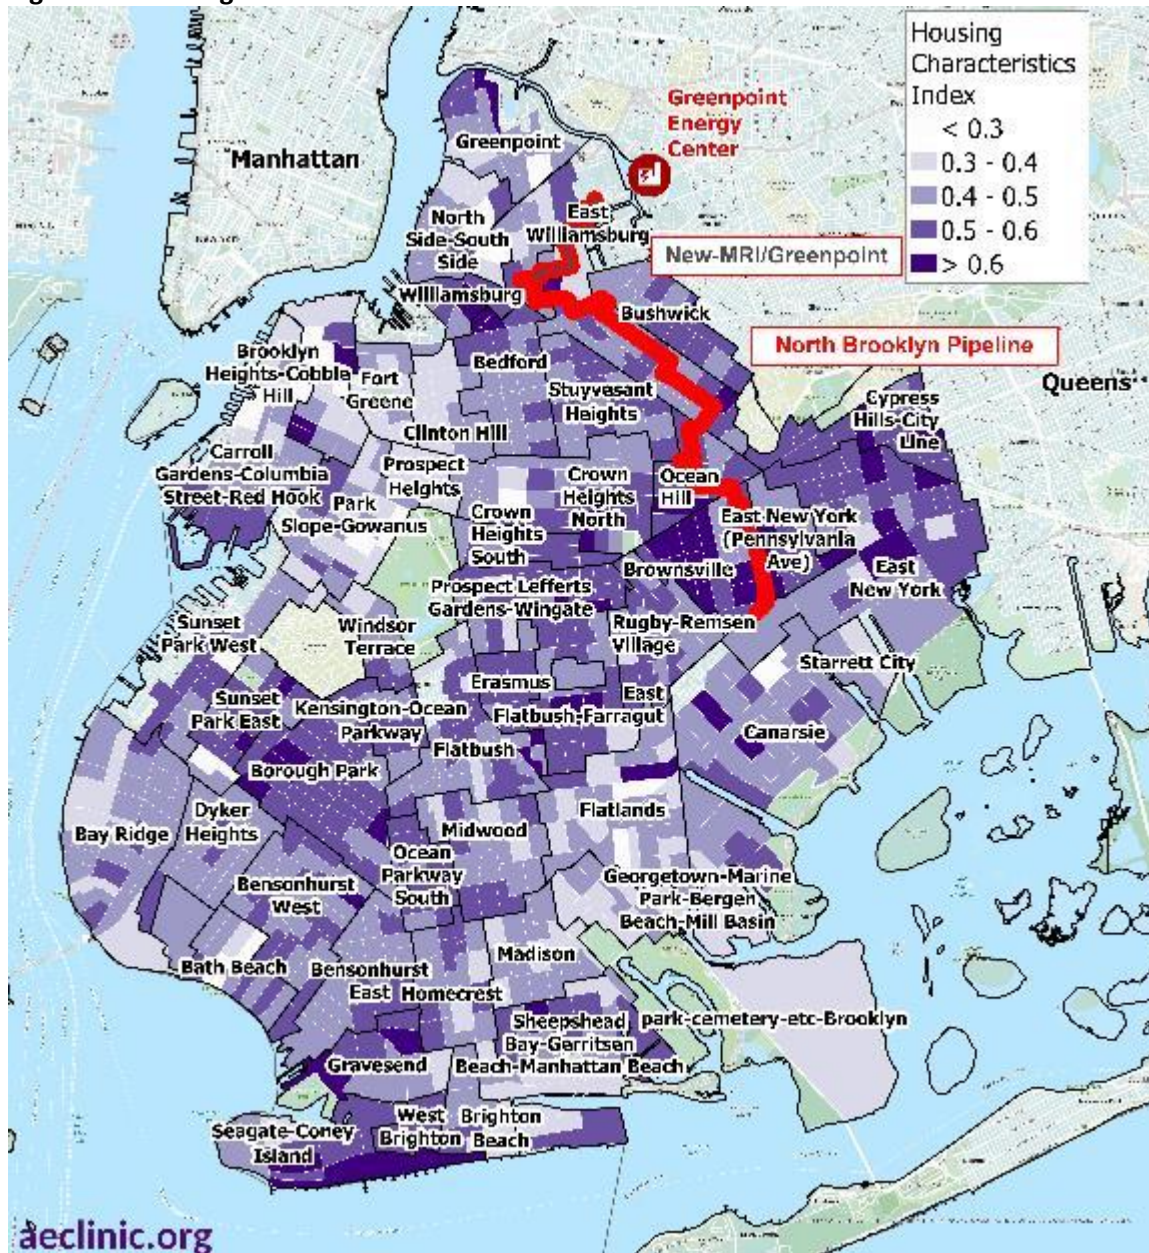 Housing
Characteristics
Index
< 0.3
0.3 - 0.4
0.4 - 0.5
0.5 - 0.6
> 0.6
Greenpoint
Energy
Center
Greenpoint
Manhattan
North
Side-South
Side
East
Williamsburg
New-MRI/Greenpoint
Williamsburg
Bushwick
North Brooklyn Pipeline
Brooklyn
Heights-Cobble
Hill
Fort
Greene
Bedford
Stuyvesant
Heights
Queens
Cypress
Hills-City
Line
Clinton Hill
Carroll
Gardens-Columbia
Street-Red Hook
Prospect
Heights
Park
Slope-Gowanus
Crown
Heights
North
Ocean
Hill
Crown
Heights
South
East New York
(Pennsylvania
Ave)
Brownsville
East
New York
Prospect Lefferts
Gardens-Wingate
Rugby-Remsen
Village
Sunset
Park West
Windsor
Terrace
Starrett City
Erasmus
East
Flatbush-Farragut
Sunset
Park East
Kensington-Ocean
Parkway
Canarsie
Flatbush
Borough Park
Flatlands
Bay Ridge
Dyker
Heights
Midwood
Ocean
Parkway
South
Georgetown-Marine
Park-Bergen
Beach-Mill Basin
Bensonhurst
West
Madison
Bath Beach
Bensonhurst
East
Homecrest
Sheepshead
Bay-Gerritsen
Beach-Manhattan Beach
park-cemetery-etc-Brooklyn
Gravesend
West
Brighton
Brighton
Beach
Seagate-Coney
Island
aeclinic.org